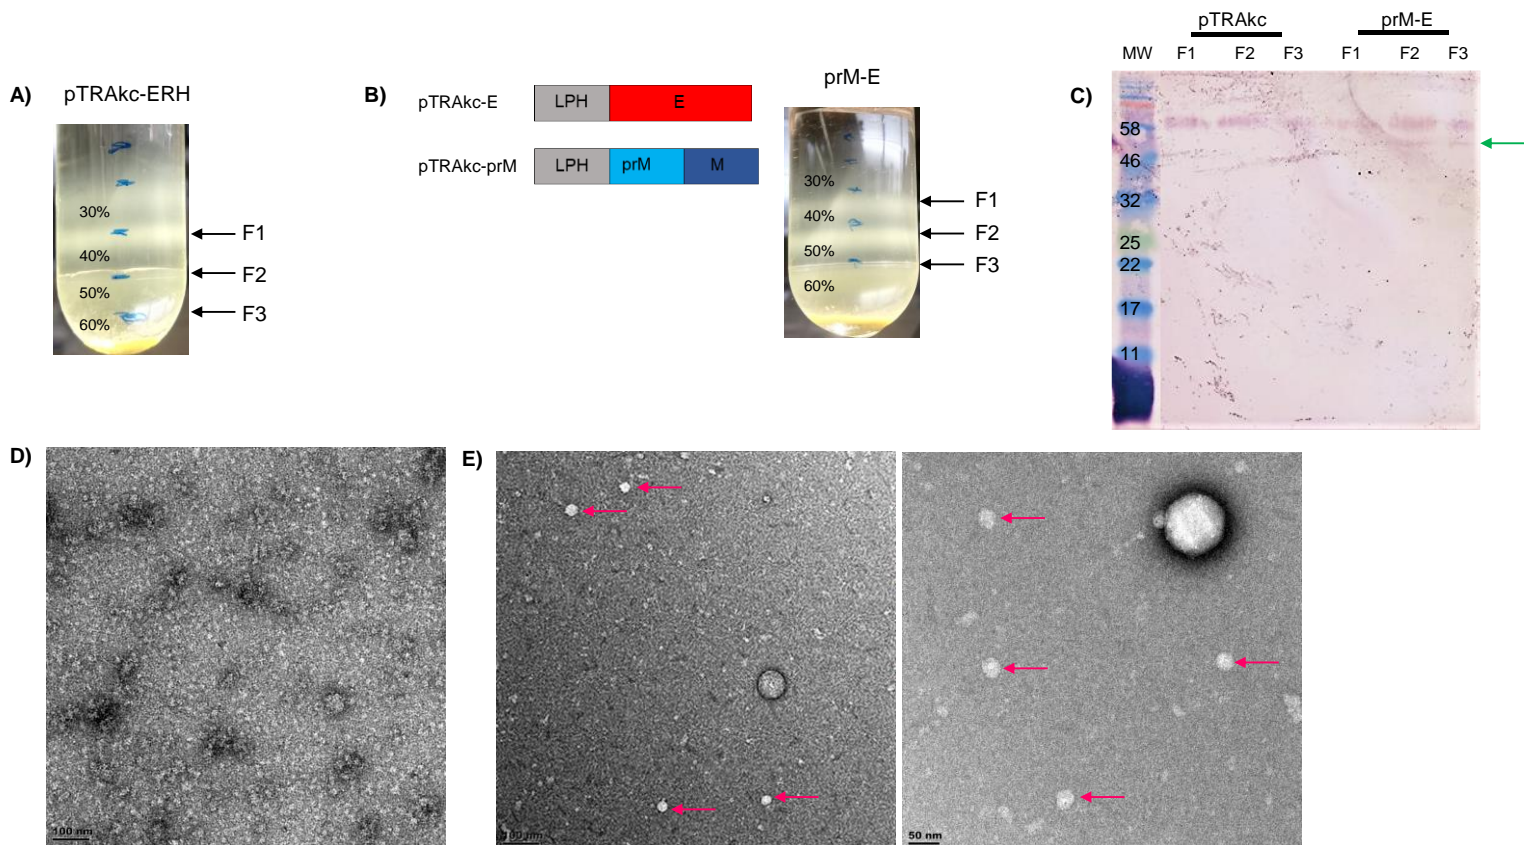 A)
pTRAkc-ERH
30%
40%
50%
60%
F1
F2
F3
B)
pTRAkc-E
LPH
E
pTRAkc-prM
LPH
prM
M
prM-E
30%
40%
50%
60%
F1
F2
F3
C)
pTRAkc prM-E
MW F1 F2 F3 F1 F2 F3
58
46
32
25
22
17
11
D)
100 nm
E)
100 nm
50 nm